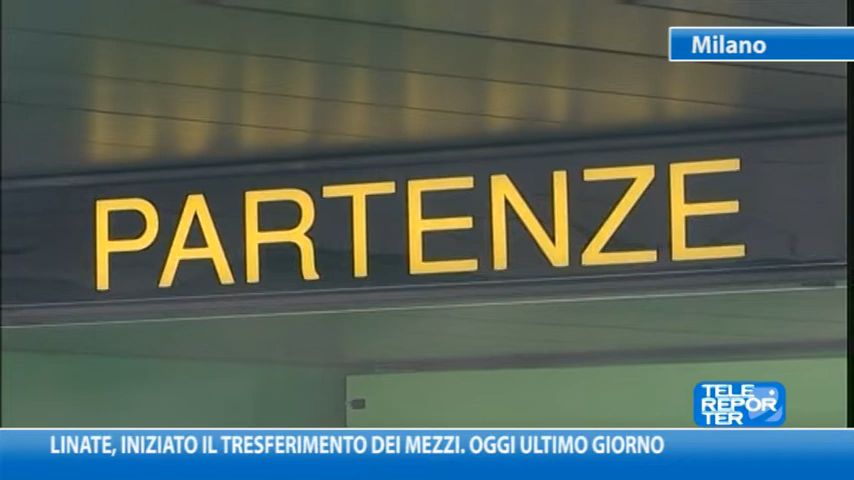 Milano
PARTENZE
TELE
REPOR
TER
LINATE, INIZIATO IL TRESFERIMENTO DEI MEZZI. OGGI ULTIMO GIORNO